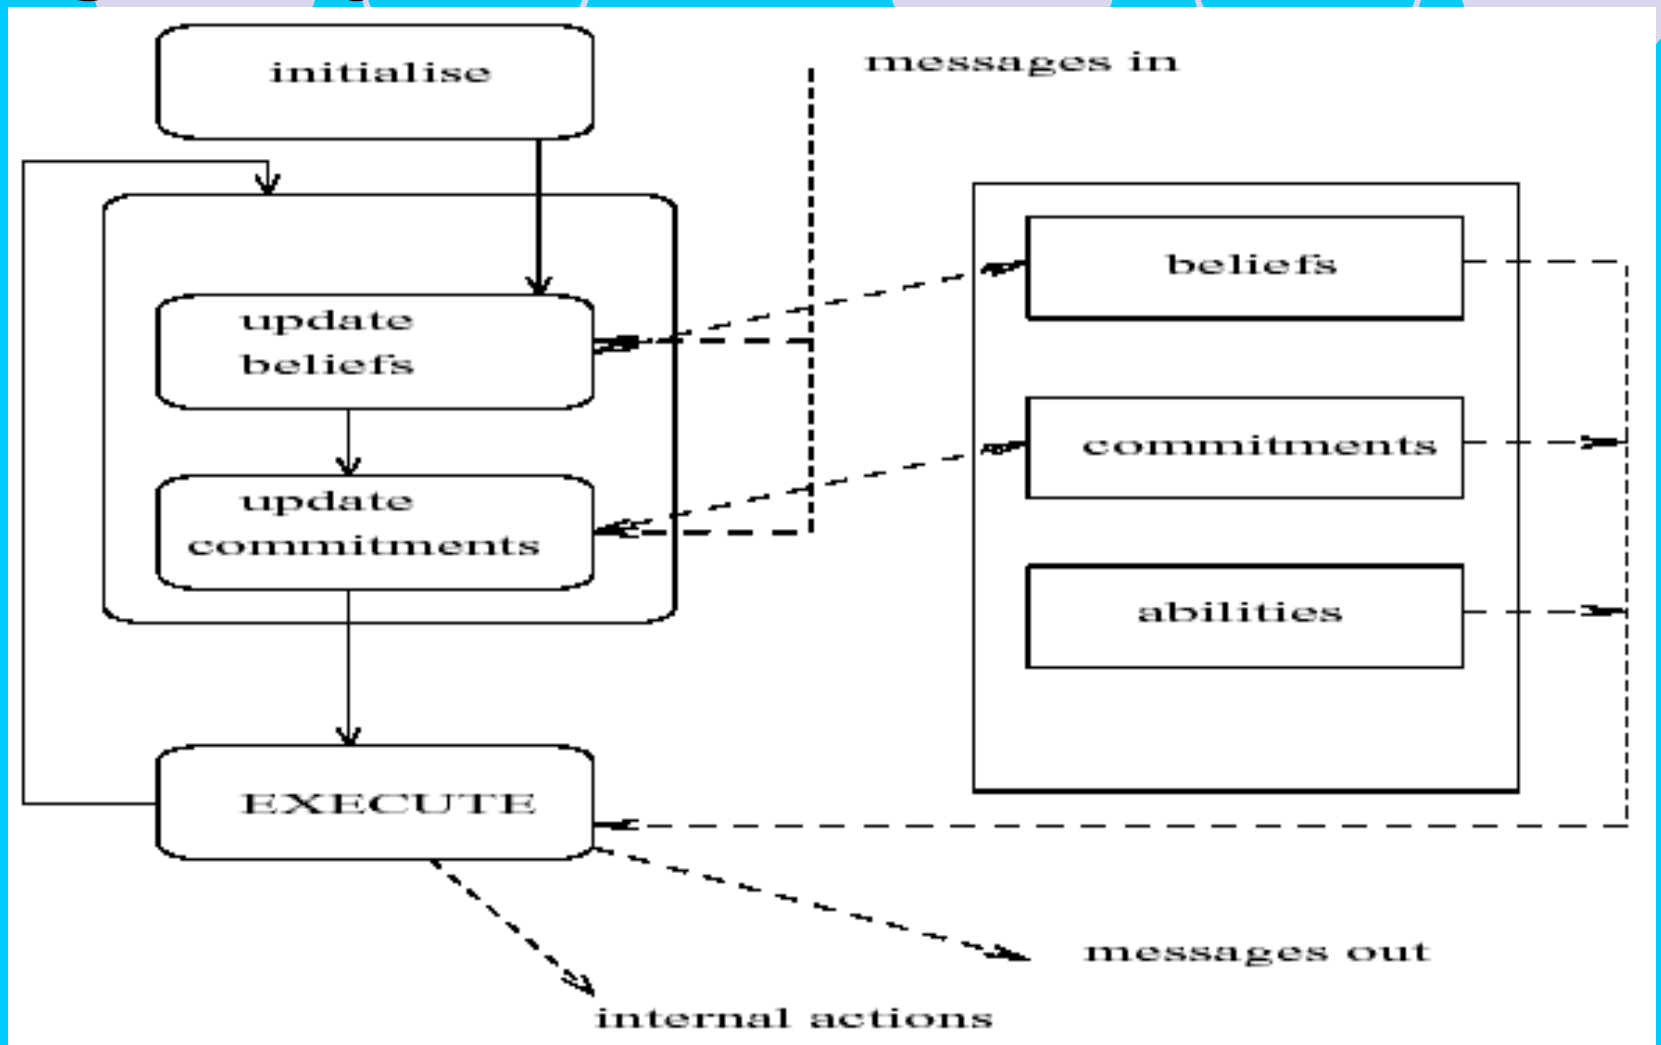 initialise
messages in
beliefs
update
beliefs
commitments
update
commitments
abilities
EXECUTE
messages out
internal actions